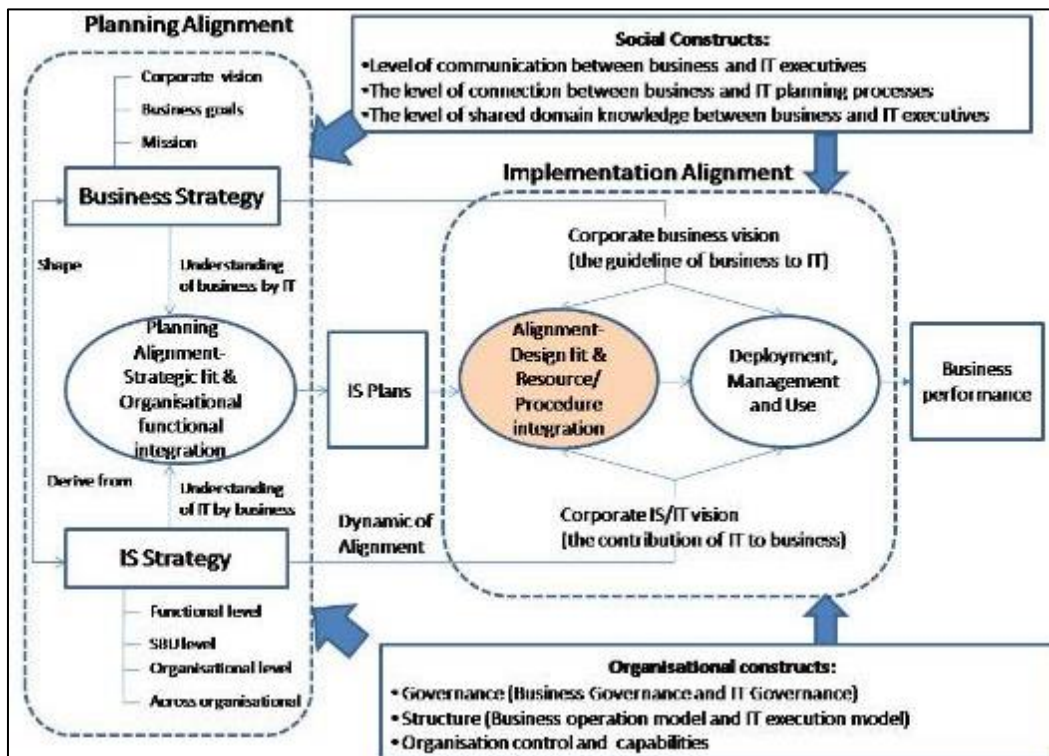 Planning Alignment
Corporate vision
Business goals
Mission
Business Strategy
Shape
Understanding
of business by IT
Planning
Alignment-
Strategic fit &
Organisational
functional
integration
Derive from
Understanding
of IT by business
IS Strategy
Functional level
SBU level
Organisational level
Across organisational
IS Plans
Dynamic of
Alignment
Social Constructs:
•Level of communication between business and IT executives
•The level of connection between business and IT planning processes
•The level of shared domain knowledge between business and IT executives
Implementation Alignment
Corporate business vision
(the guideline of business to IT)
Alignment-
Design fit &
Resource/
Procedure
integration
Deployment,
Management
and Use
Corporate IS/IT vision
(the contribution of IT to business)
Business
performance
Organisational constructs:
• Governance (Business Governance and IT Governance)
• Structure (Business operation model and IT execution model)
• Organisation control and capabilities